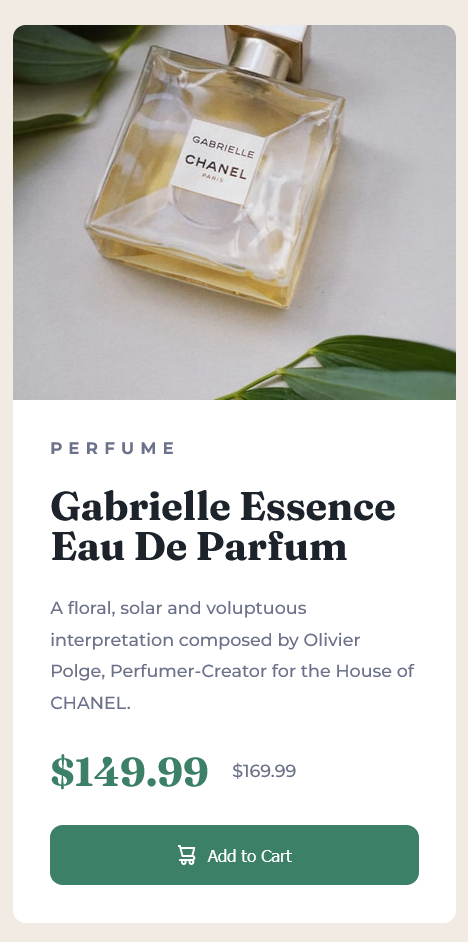 GABRIELLE
CHANEL
PARIS
PERFUME
Gabrielle Essence
Eau De Parfum
A floral, solar and voluptuous
interpretation composed by Olivier
Polge, Perfumer-Creator for the House of
CHANEL.
$149.99 $169.99
Add to Cart